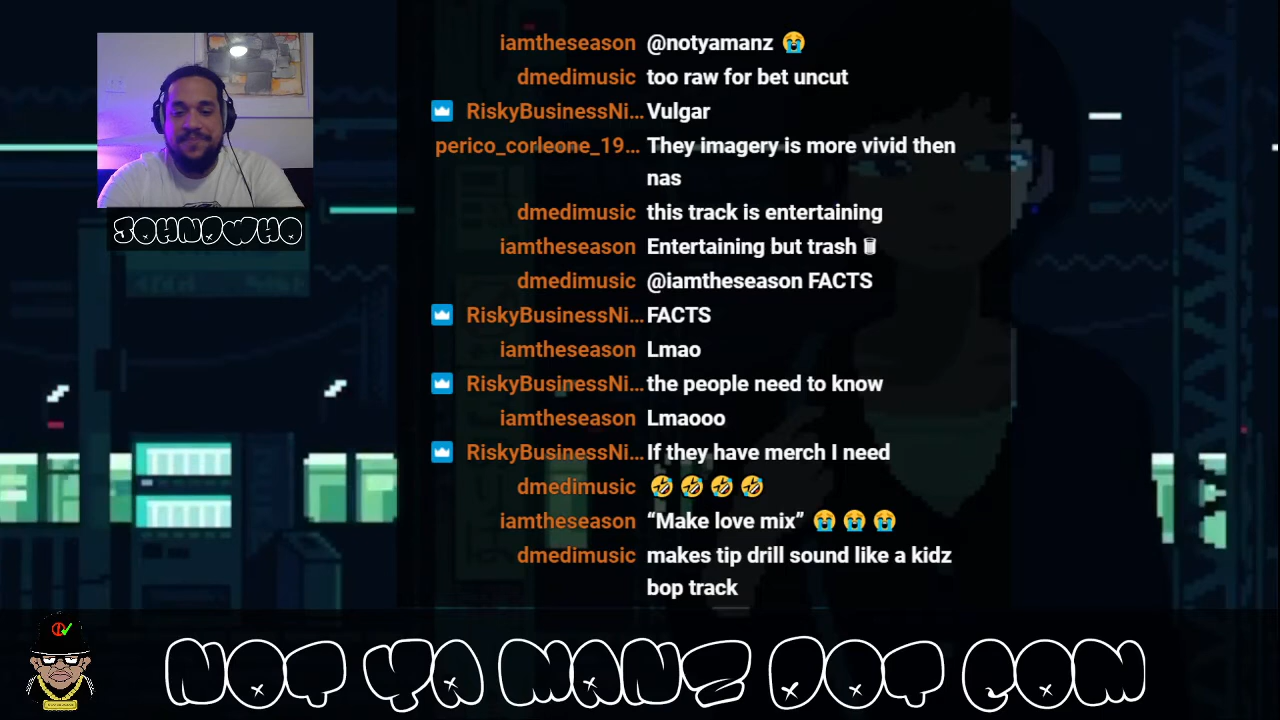 iamtheseason @notyamanz 😭
dmedimusic too raw for bet uncut
RiskyBusinessNi... Vulgar
perico_corleone_19... They imagery is more vivid then
nas
dmedimusic this track is entertaining
iamtheseason Entertaining but trash 🗑
dmedimusic @iamtheseason FACTS
RiskyBusinessNi... FACTS
iamtheseason Lmao
RiskyBusinessNi... the people need to know
iamtheseason Lmaooo
RiskyBusinessNi... If they have merch I need
dmedimusic 🤣 🤣 🤣 🤣
iamtheseason “Make love mix” 😭 😭 😭
dmedimusic makes tip drill sound like a kidz
bop track
JOHNPWHO
NOT YA MANZ DOT COM